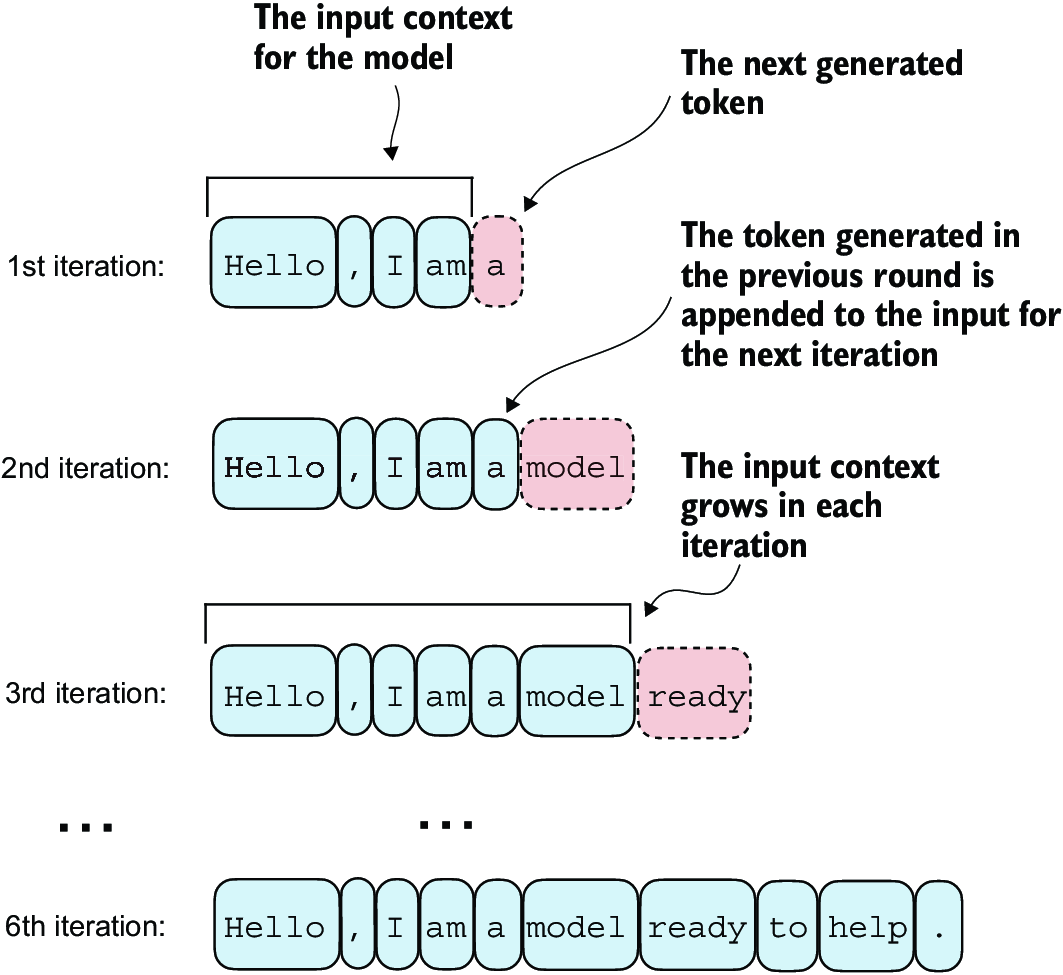 The input context
for the model
The next generated
token
1st iteration: Hello , I am a
The token generated in
the previous round is
appended to the input for
the next iteration
2nd iteration: Hello , I am a model
The input context
grows in each
iteration
3rd iteration: Hello , I am a model ready
... ...
6th iteration: Hello , I am a model ready to help .